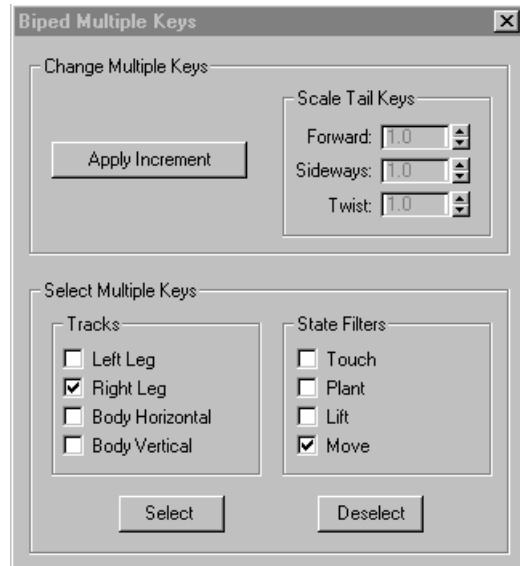 Biped Multiple Keys
Change Multiple Keys
Scale Tail Keys
Apply Increment
Forward: 1.0
Sideways: 1.0
Twist: 1.0
Select Multiple Keys
Tracks
Left Leg
Right Leg
Body Horizontal
Body Vertical
State Filters
Touch
Plant
Lift
Move
Select
Deselect